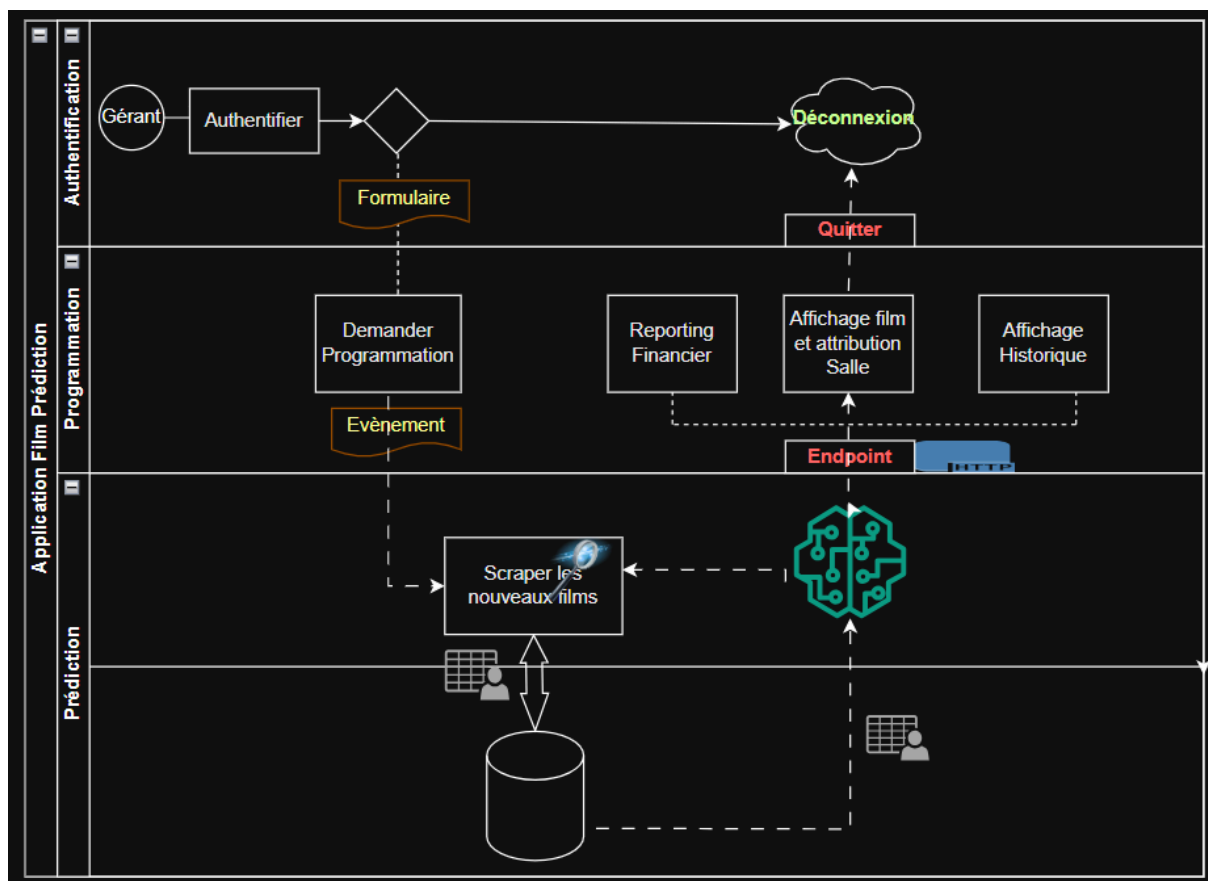 Application Film Prédiction
Authentification
Gérant
Authentifier
Déconnexion
Formulaire
Quitter
Programmation
Demander
Programmation
Reporting
Financier
Affichage film
et attribution
Salle
Affichage
Historique
Evènement
Endpoint
HTTP
Prédiction
Scraper les
nouveaux films